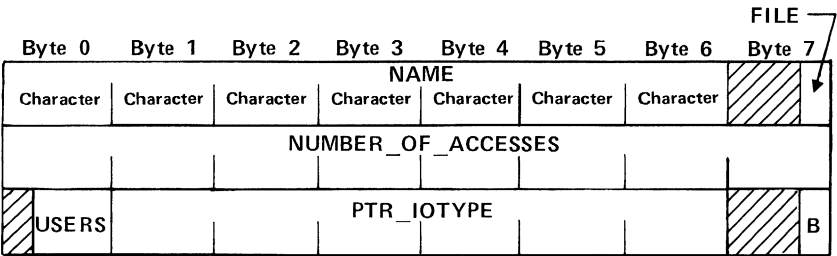 FILE
Byte 0 Byte 1 Byte 2 Byte 3 Byte 4 Byte 5 Byte 6 Byte 7
NAME
Character Character Character Character Character Character Character
NUMBER_OF_ACCESSES
USERS PTR_IOTYPE B